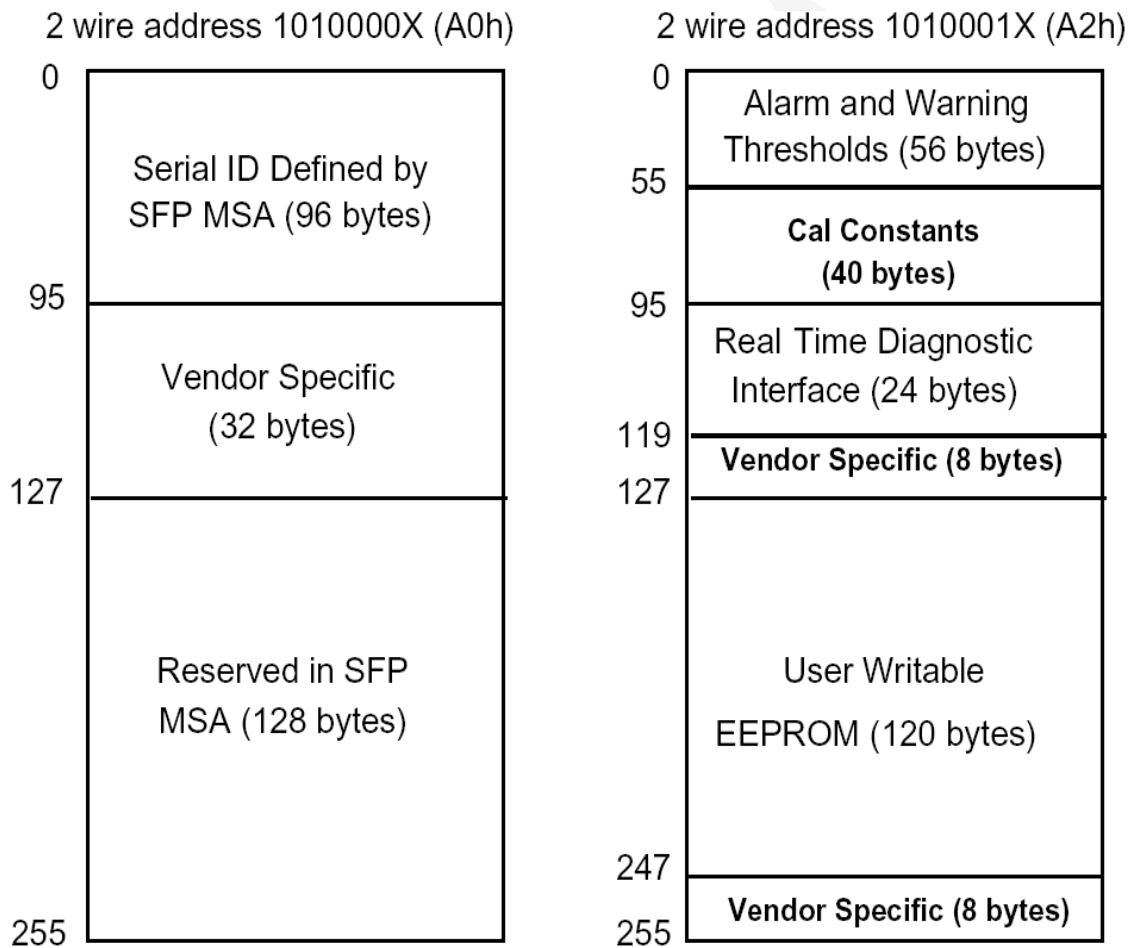 2 wire address 1010000X (A0h)
0
Serial ID Defined by
SFP MSA (96 bytes)
95
Vendor Specific
(32 bytes)
127
Reserved in SFP
MSA (128 bytes)
255
2 wire address 1010001X (A2h)
0
Alarm and Warning
Thresholds (56 bytes)
55
Cal Constants
(40 bytes)
95
Real Time Diagnostic
Interface (24 bytes)
119
Vendor Specific (8 bytes)
127
User Writable
EEPROM (120 bytes)
247
Vendor Specific (8 bytes)
255